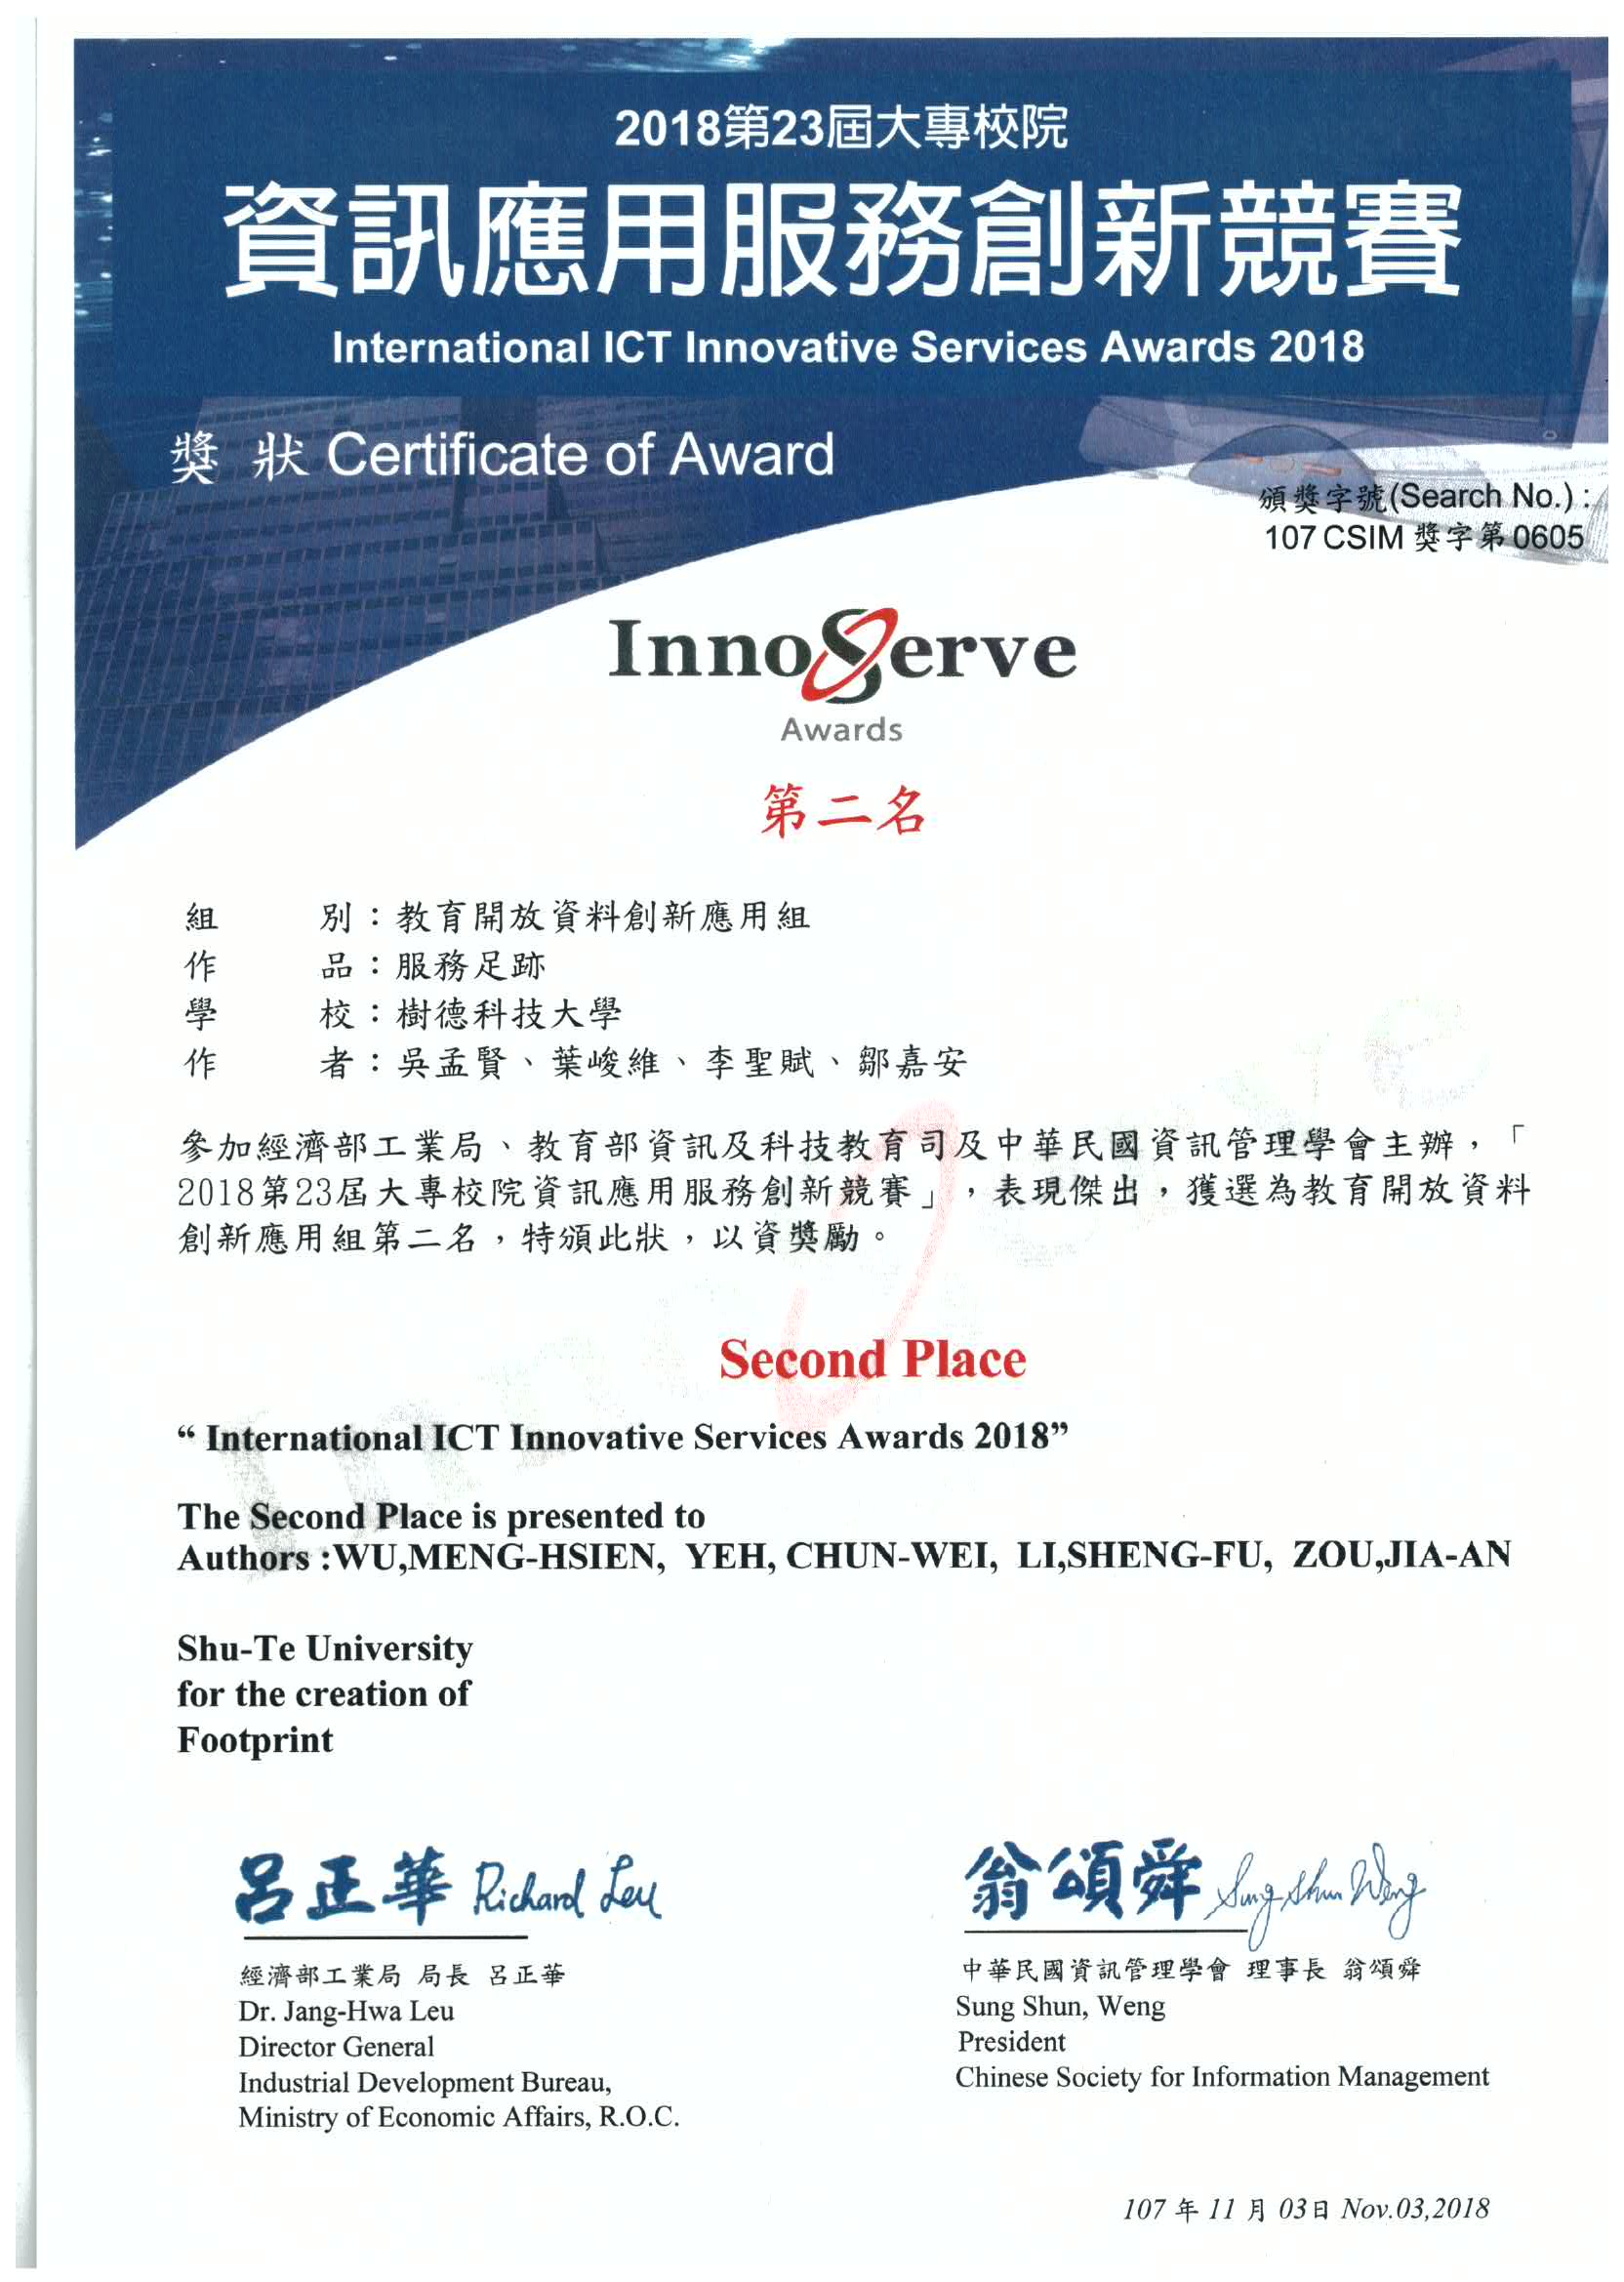 2018第23屆大專校院
資訊應用服務創新競賽
International ICT Innovative Services Awards 2018
獎 狀 Certificate of Award
頒獎字號(Search No.) :
107 CSIM 獎字第 0605
InnoServe
Awards
第二名
組 別：教育開放資料創新應用組
作 品：服務足跡
學 校：樹德科技大學
作 者：吳孟賢、葉峻維、李聖賦、鄒嘉安
參加經濟部工業局、教育部資訊及科技教育司及中華民國資訊管理學會主辦，「
2018第23屆大專校院資訊應用服務創新競賽」，表現傑出，獲選為教育開放資料
創新應用組第二名，特頒此狀，以資獎勵。
Second Place
“ International ICT Innovative Services Awards 2018”
The Second Place is presented to
Authors :WU,MENG-HSIEN, YEH, CHUN-WEI, LI,SHENG-FU, ZOU,JIA-AN
Shu-Te University
for the creation of
Footprint
呂正華 Richard Leu
翁頌舜 Sung Shun Weng
經濟部工業局 局長 呂正華
Dr. Jang-Hwa Leu
Director General
Industrial Development Bureau,
Ministry of Economic Affairs, R.O.C.
中華民國資訊管理學會 理事長 翁頌舜
Sung Shun, Weng
President
Chinese Society for Information Management
107 年 11 月 03日 Nov.03,2018